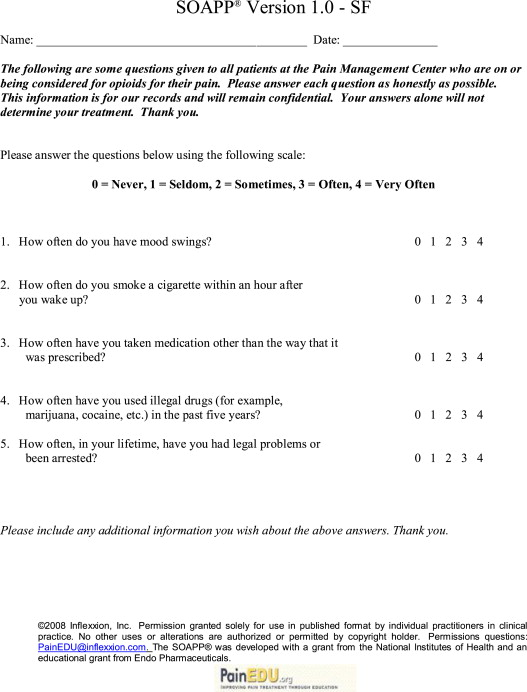 SOAPP® Version 1.0 - SF
Name: ____________________________________________ Date: _______________
The following are some questions given to all patients at the Pain Management Center who are on or
being considered for opioids for their pain. Please answer each question as honestly as possible.
This information is for our records and will remain confidential. Your answers alone will not
determine your treatment. Thank you.
Please answer the questions below using the following scale:
0 = Never, 1 = Seldom, 2 = Sometimes, 3 = Often, 4 = Very Often
1. How often do you have mood swings? 0 1 2 3 4
2. How often do you smoke a cigarette within an hour after
you wake up? 0 1 2 3 4
3. How often have you taken medication other than the way that it
was prescribed? 0 1 2 3 4
4. How often have you used illegal drugs (for example,
marijuana, cocaine, etc.) in the past five years? 0 1 2 3 4
5. How often, in your lifetime, have you had legal problems or
been arrested? 0 1 2 3 4
Please include any additional information you wish about the above answers. Thank you.
©2008 Inflexxion, Inc. Permission granted solely for use in published format by individual practitioners in clinical
practice. No other uses or alterations are authorized or permitted by copyright holder. Permissions questions:
PainEDU@inflexxion.com. The SOAPP® was developed with a grant from the National Institutes of Health and an
educational grant from Endo Pharmaceuticals.
PainEDU.org
IMPROVING PAIN TREATMENT THROUGH EDUCATION